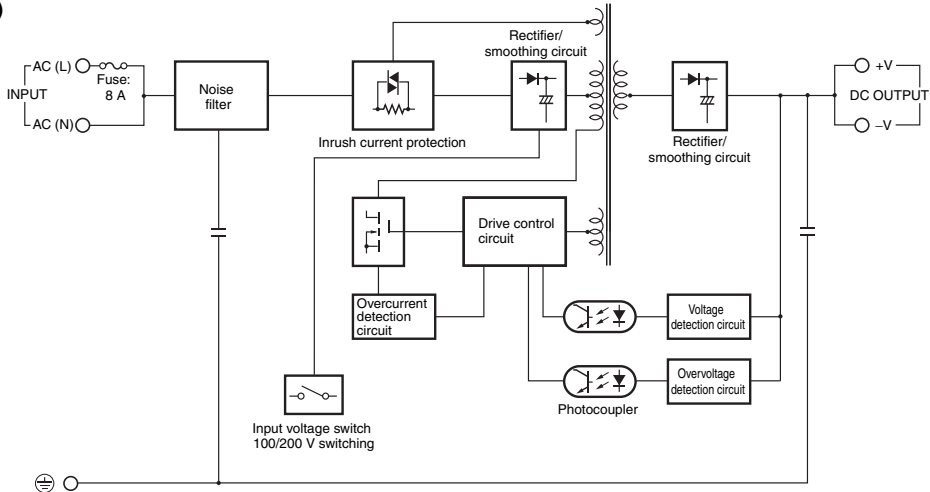 )
AC (L)
Fuse:
8 A
INPUT
AC (N)
Noise
filter
Inrush current protection
Rectifier/
smoothing circuit
Rectifier/
smoothing circuit
+V
DC OUTPUT
–V
Drive control
circuit
Overcurrent
detection
circuit
Voltage
detection circuit
Overvoltage
detection circuit
Photocoupler
Input voltage switch
100/200 V switching